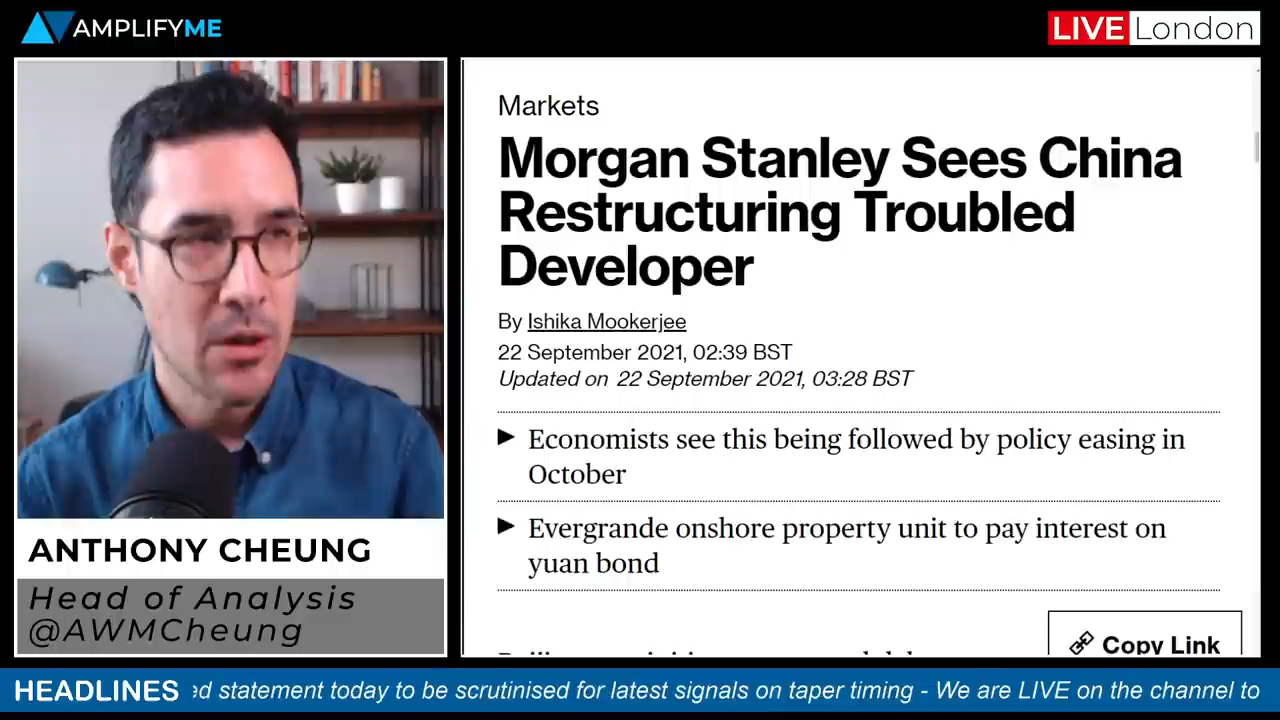 AMPLIFYME
LIVE London
Markets
Morgan Stanley Sees China
Restructuring Troubled
Developer
By Ishika Mookerjee
22 September 2021, 02:39 BST
Updated on 22 September 2021, 03:28 BST
► Economists see this being followed by policy easing in
October
► Evergrande onshore property unit to pay interest on
yuan bond
Copy Link
ANTHONY CHEUNG
Head of Analysis
@AWMCheung
HEADLINES statement today to be scrutinised for latest signals on taper timing - We are LIVE on the channel to